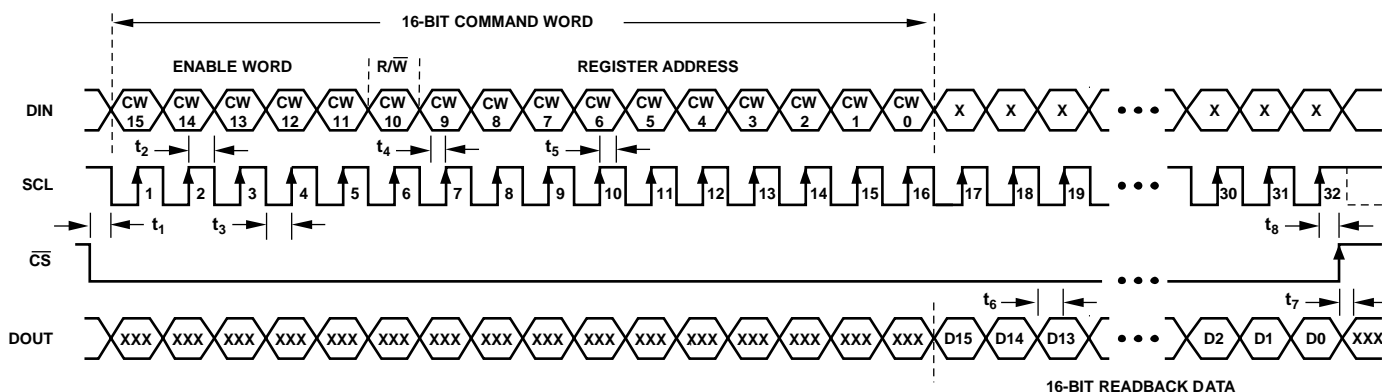 16-BIT COMMAND WORD
ENABLE WORD R/W̅ REGISTER ADDRESS
DIN CW 15 CW 14 CW 13 CW 12 CW 11 CW 10 CW 9 CW 8 CW 7 CW 6 CW 5 CW 4 CW 3 CW 2 CW 1 CW 0 X X X X X X
t2 t4 t5
SCL 1 2 3 4 5 6 7 8 9 10 11 12 13 14 15 16 17 18 19 30 31 32
t1 t3 t8
C̅S̅
t6 t7
DOUT XXX XXX XXX XXX XXX XXX XXX XXX XXX XXX XXX XXX XXX XXX XXX XXX D15 D14 D13 D2 D1 D0 XXX
16-BIT READBACK DATA